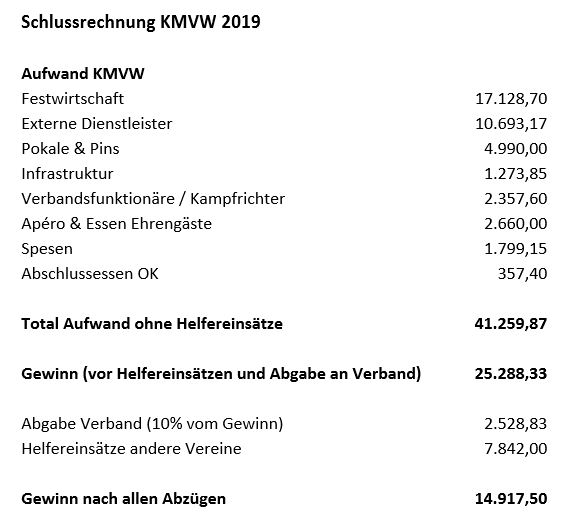 Schlussrechnung KMVW 2019
Aufwand KMVW
Festwirtschaft 17.128,70
Externe Dienstleister 10.693,17
Pokale & Pins 4.990,00
Infrastruktur 1.273,85
Verbandsfunktionäre / Kampfrichter 2.357,60
Apéro & Essen Ehrengäste 2.660,00
Spesen 1.799,15
Abschlussessen OK 357,40
Total Aufwand ohne Helfereinsätze 41.259,87
Gewinn (vor Helfereinsätzen und Abgabe an Verband) 25.288,33
Abgabe Verband (10% vom Gewinn) 2.528,83
Helfereinsätze andere Vereine 7.842,00
Gewinn nach allen Abzügen 14.917,50